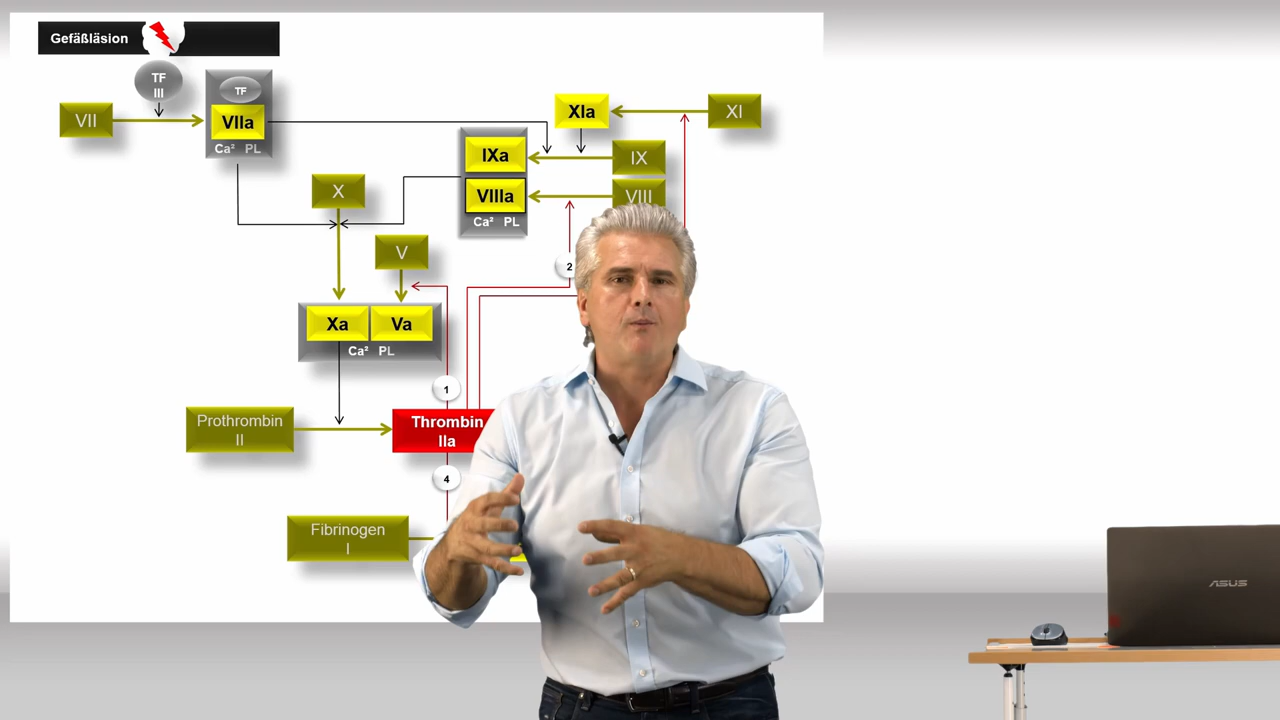 Gefäßläsion
TF
III
TF
VII
VIIa
Ca² PL
XIa
XI
IXa
IX
VIIIa
VIII
Ca² PL
X
V
2
Xa
Va
Ca² PL
1
Prothrombin
II
Thrombin
IIa
4
Fibrinogen
I
ASUS